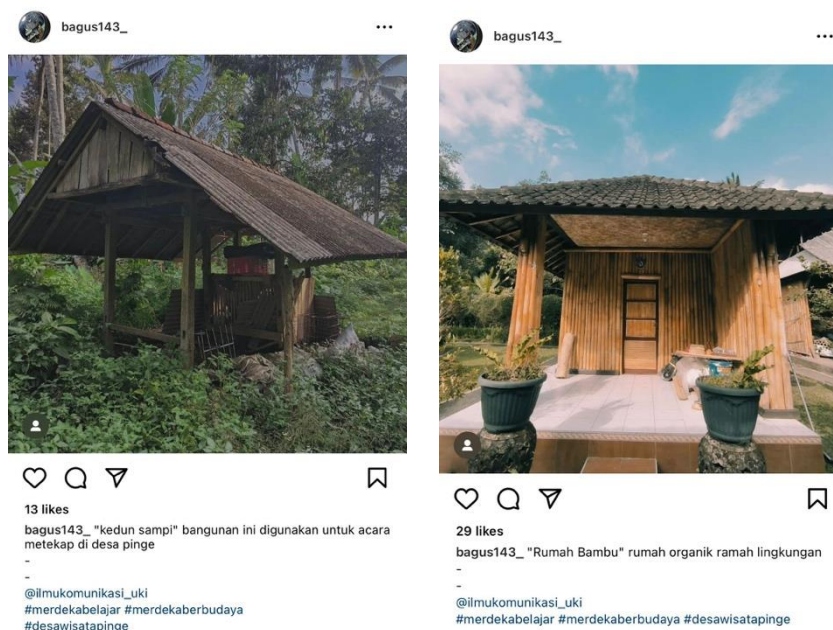 bagus143_
13 likes
bagus143_ "kedun sampi" bangunan ini digunakan untuk acara
metekap di desa pinge
-
-
@ilmukomunikasi_uki
#merdekabelajar #merdekaberbudaya
#desawisatapinge
bagus143_
29 likes
bagus143_ "Rumah Bambu" rumah organik ramah lingkungan
-
-
@ilmukomunikasi_uki
#merdekabelajar #merdekaberbudaya #desawisatapinge